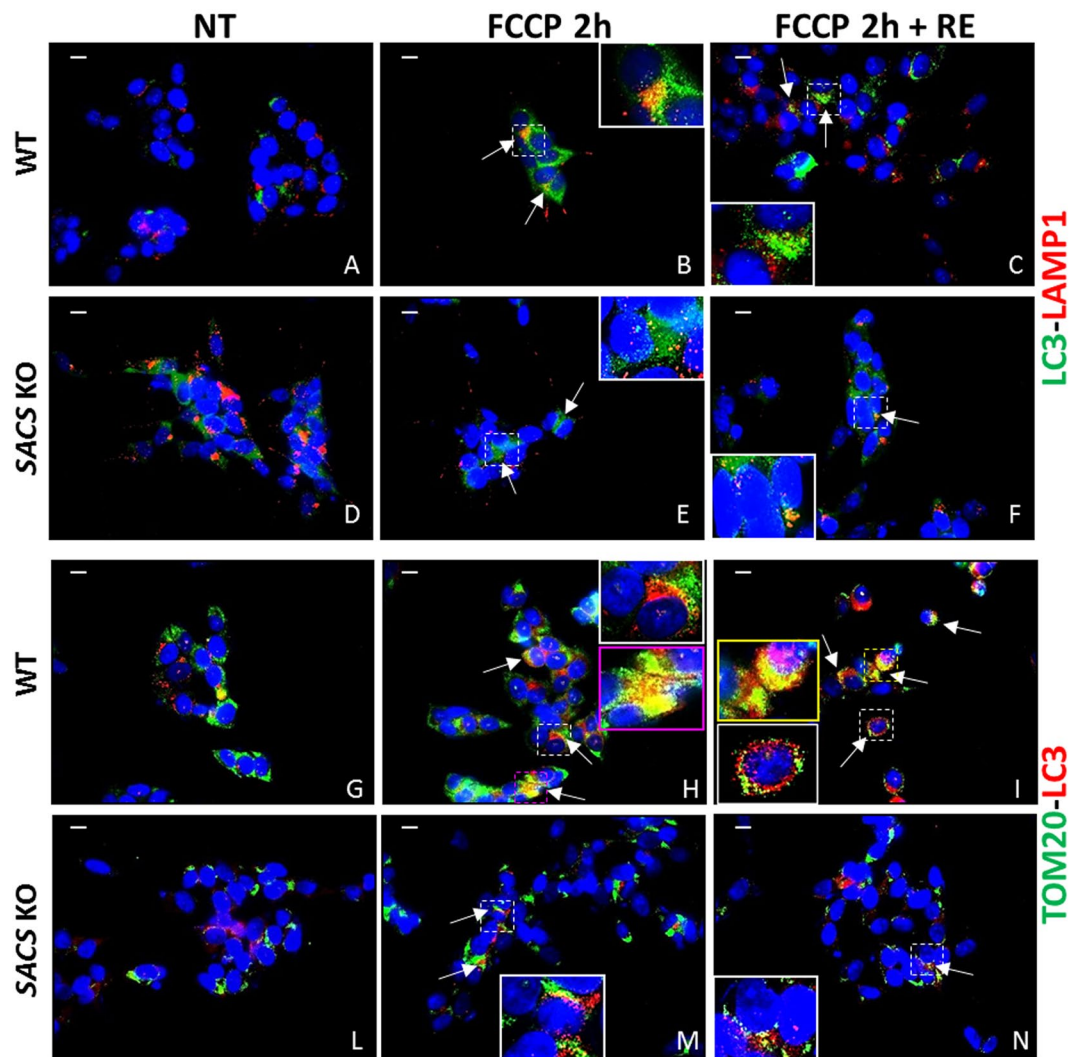 NT
FCCP 2h
FCCP 2h + RE
WT
A
B
C
SACS KO
D
E
F
LC3-LAMP1
WT
G
H
I
SACS KO
L
M
N
TOM20-LC3